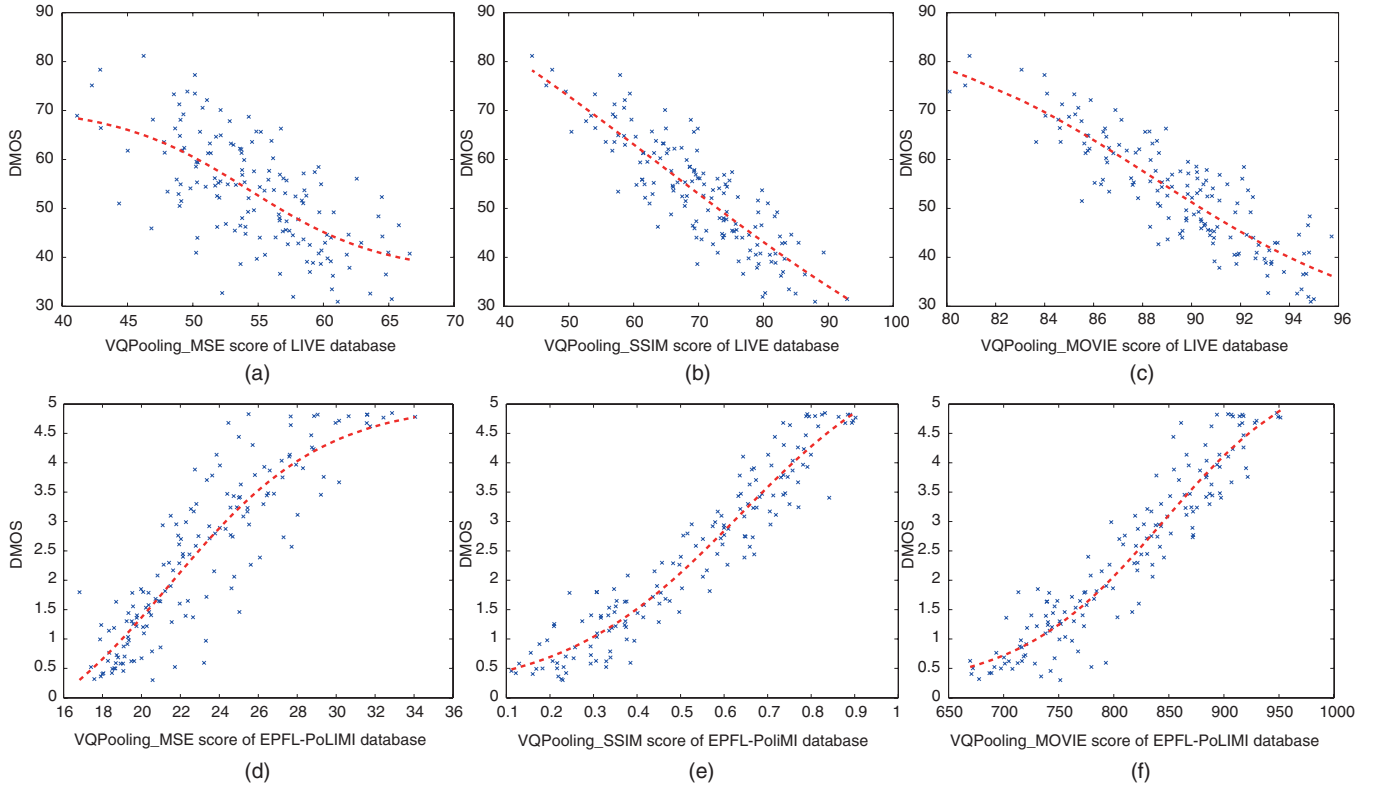 90
80
70
60
50
40
30
DMOS
40 45 50 55 60 65 70
VQPooling_MSE score of LIVE database
(a)
90
80
70
60
50
40
30
DMOS
40 50 60 70 80 90 100
VQPooling_SSIM score of LIVE database
(b)
90
80
70
60
50
40
30
DMOS
80 82 84 86 88 90 92 94 96
VQPooling_MOVIE score of LIVE database
(c)
5
4.5
4
3.5
3
2.5
2
1.5
1
0.5
0
DMOS
16 18 20 22 24 26 28 30 32 34 36
VQPooling_MSE score of EPFL-PoLIMI database
(d)
5
4.5
4
3.5
3
2.5
2
1.5
1
0.5
0
DMOS
0.1 0.2 0.3 0.4 0.5 0.6 0.7 0.8 0.9 1
VQPooling_SSIM score of EPFL-PoliMI database
(e)
5
4.5
4
3.5
3
2.5
2
1.5
1
0.5
0
DMOS
650 700 750 800 850 900 950 1000
VQPooling_MOVIE score of EPFL-PoLIMI database
(f)